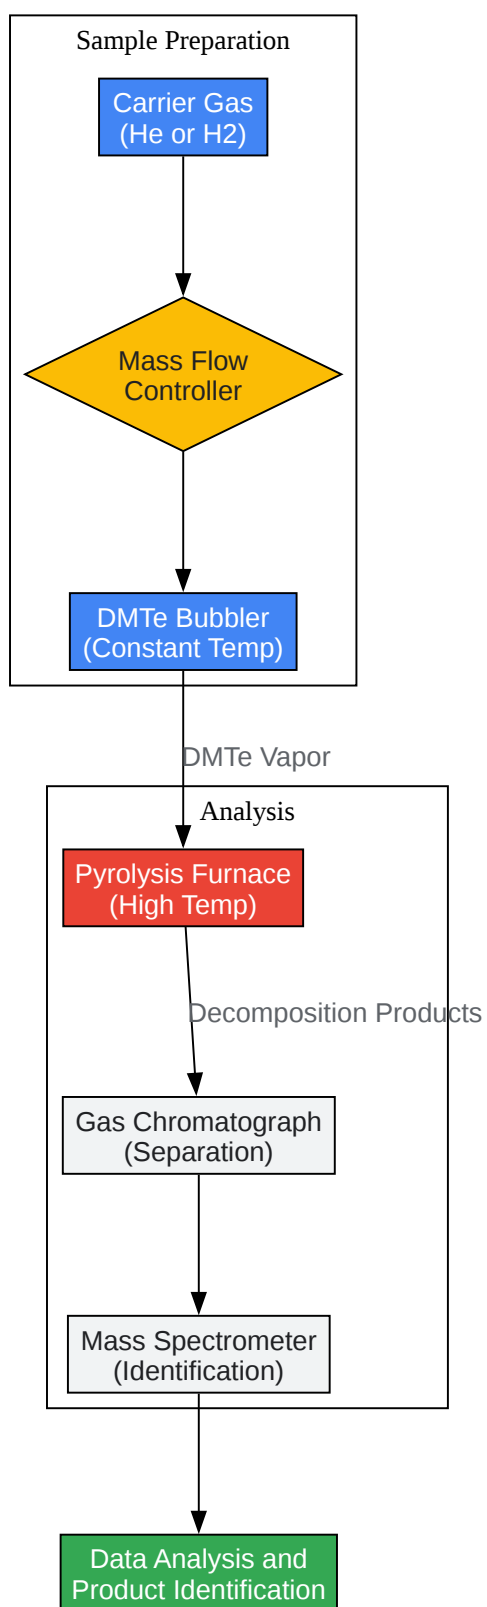 Sample Preparation
Carrier Gas
(He or H2)
Mass Flow
Controller
DMTe Bubbler
(Constant Temp)
DMTe Vapor
Analysis
Pyrolysis Furnace
(High Temp)
Decomposition Products
Gas Chromatograph
(Separation)
Mass Spectrometer
(Identification)
Data Analysis and
Product Identification